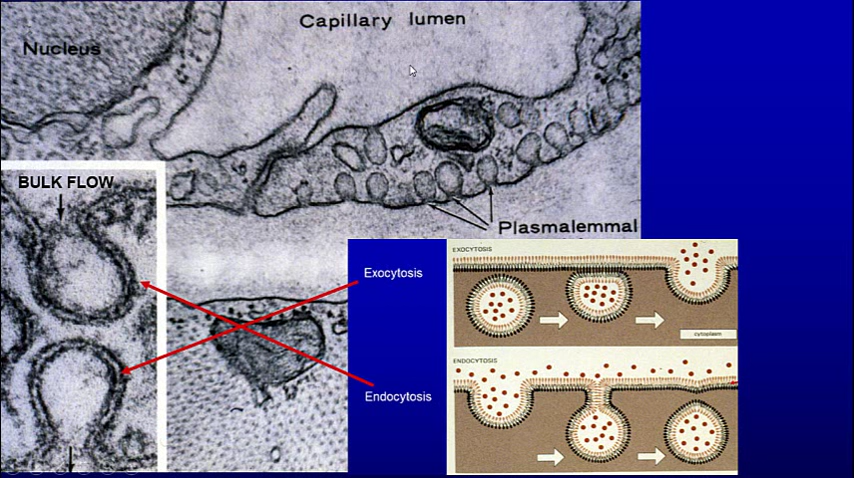 Capillary lumen
Nucleus
BULK FLOW
Plasmalemmal
Exocytosis
Endocytosis
EXOCYTOSIS
cytoplasm
ENDOCYTOSIS